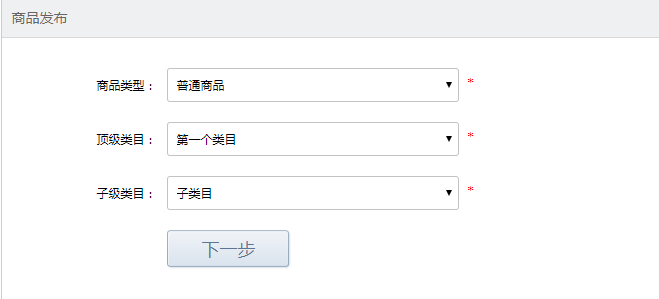 商品发布
商品类型： 普通商品 *
顶级类目： 第一个类目 *
子级类目： 子类目 *
下一步